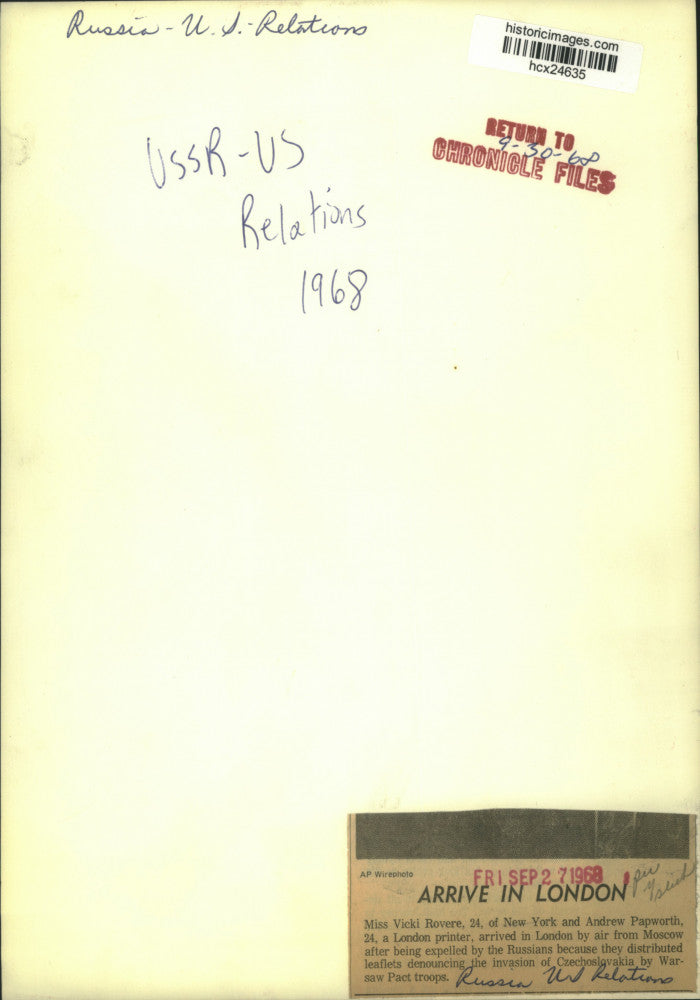 Russia - U.S. - Relations
historicimages.com
hcx24635
RETURN TO
9-30-68
CHRONICLE FILES
USSR - US
Relations
1968
AP Wirephoto
FRI SEP 27 1968
ARRIVE IN LONDON
Miss Vicki Rovere, 24, of New York and Andrew Papworth,
24, a London printer, arrived in London by air from Moscow
after being expelled by the Russians because they distributed
leaflets denouncing the invasion of Czechoslovakia by War-
saw Pact troops.
Russia US Relations